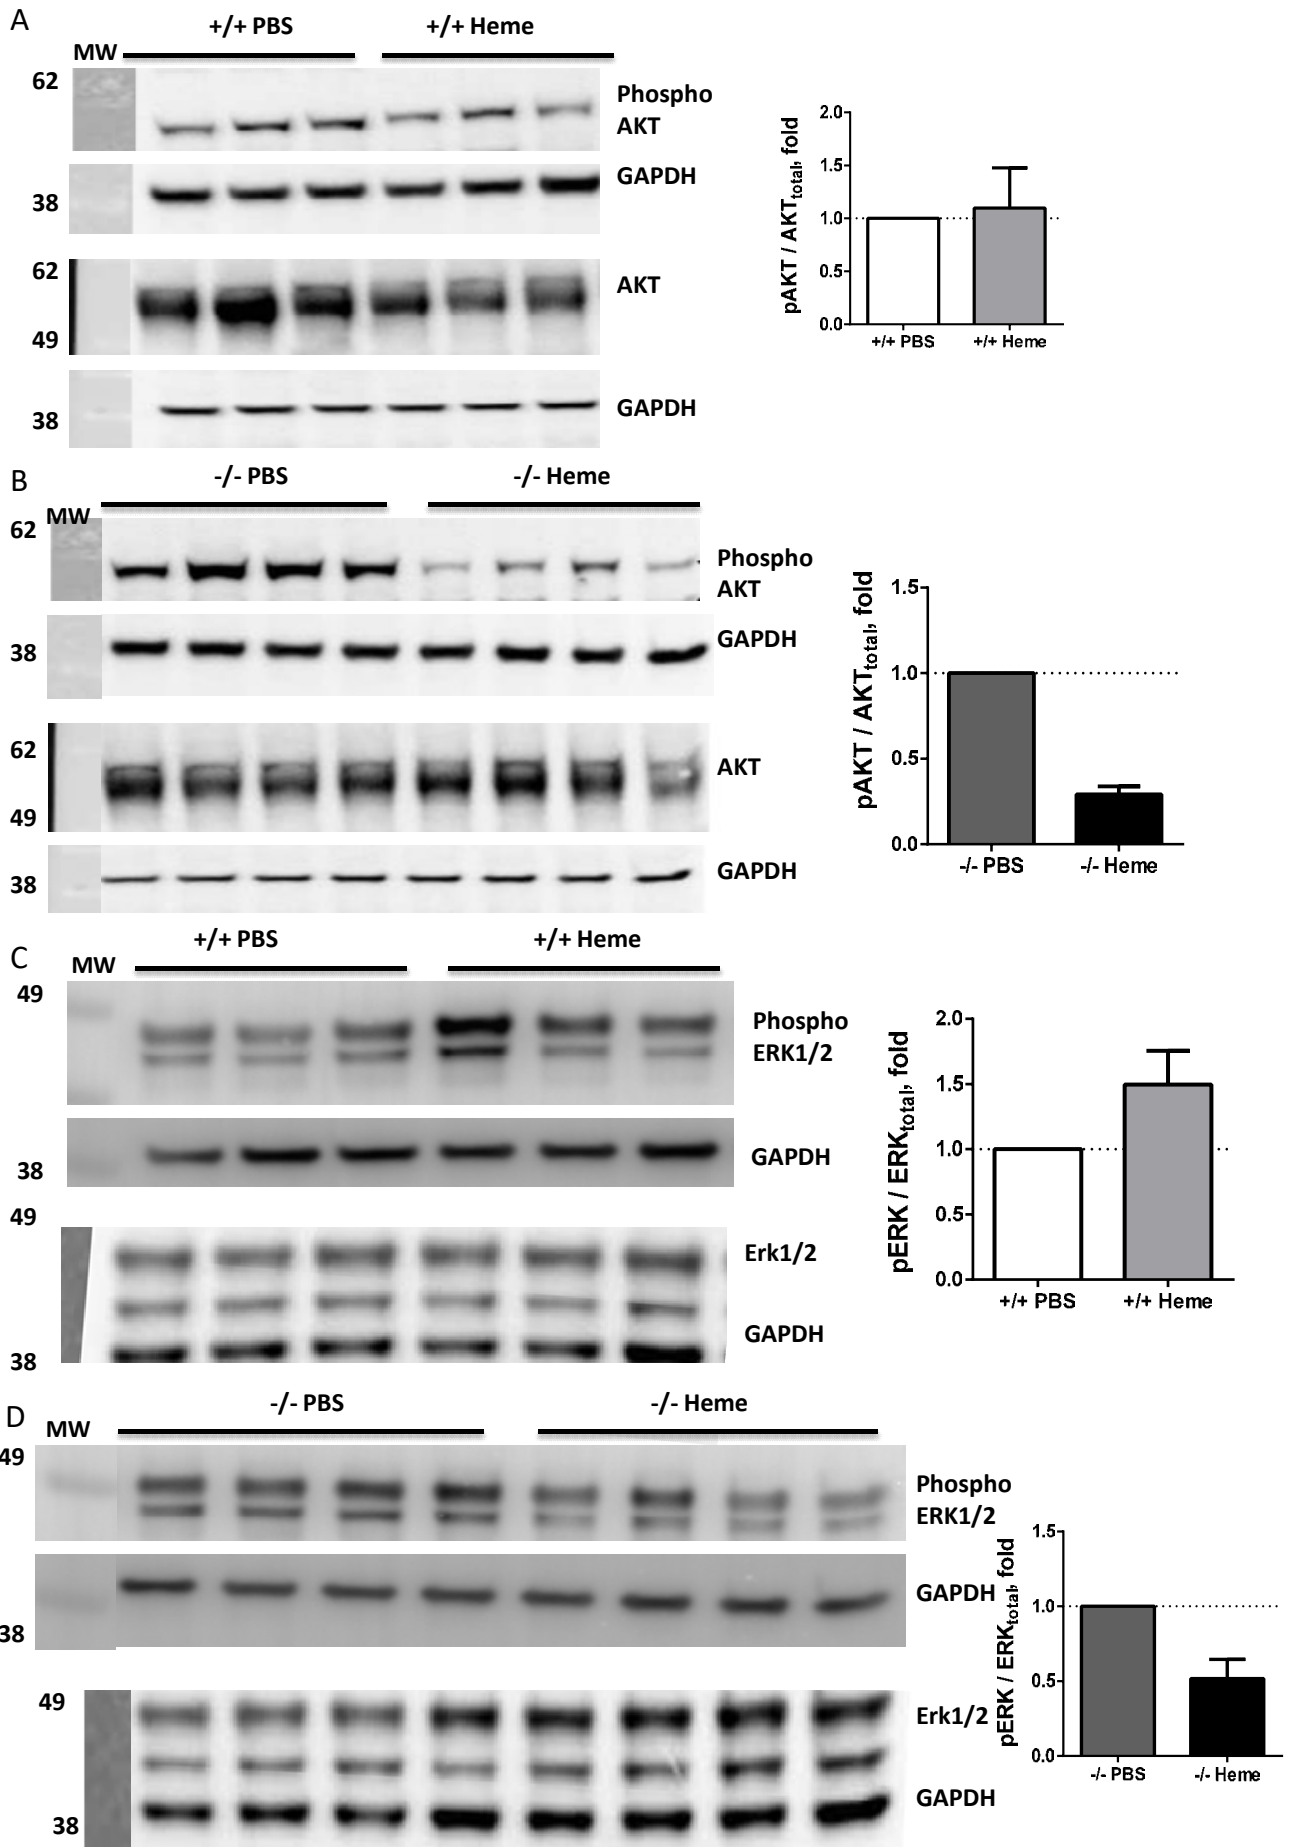 A
+/+ PBS
+/+ Heme
MW
62
Phospho
AKT
GAPDH
38
62
AKT
49
GAPDH
38
pAKT / AKTtotal, fold
2.0
1.5
1.0
0.5
0.0
+/+ PBS
+/+ Heme
B
-/- PBS
-/- Heme
MW
62
Phospho
AKT
GAPDH
38
62
AKT
49
GAPDH
38
pAKT / AKTtotal, fold
1.5
1.0
0.5
0.0
-/- PBS
-/- Heme
C
+/+ PBS
+/+ Heme
MW
49
Phospho
ERK1/2
GAPDH
38
49
Erk1/2
GAPDH
38
pERK / ERKtotal, fold
2.0
1.5
1.0
0.5
0.0
+/+ PBS
+/+ Heme
D
-/- PBS
-/- Heme
MW
49
Phospho
ERK1/2
GAPDH
38
49
Erk1/2
GAPDH
38
pERK / ERKtotal, fold
1.5
1.0
0.5
0.0
-/- PBS
-/- Heme